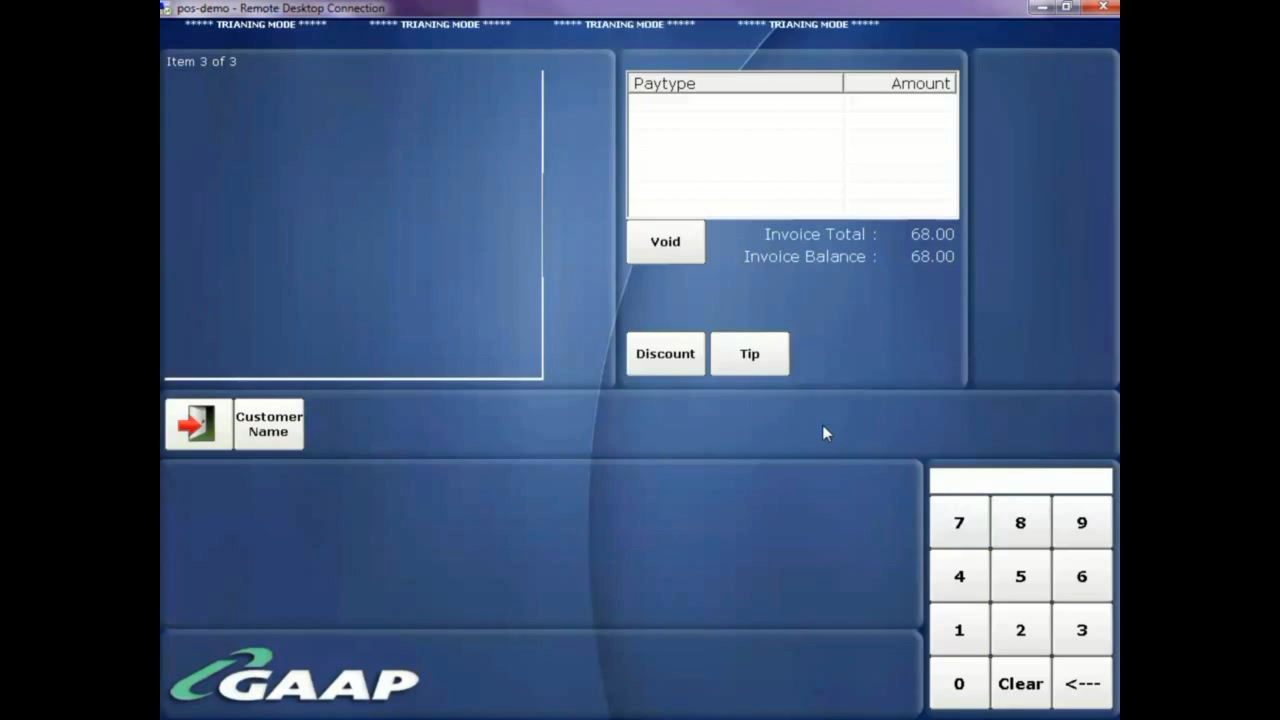 pos-demo - Remote Desktop Connection
***** TRIANING MODE ***** ***** TRIANING MODE ***** ***** TRIANING MODE ***** ***** TRIANING MODE *****
Item 3 of 3
Paytype Amount
Void
Invoice Total : 68.00
Invoice Balance : 68.00
Discount Tip
Customer
Name
7 8 9
4 5 6
1 2 3
0 Clear <---
GAAP